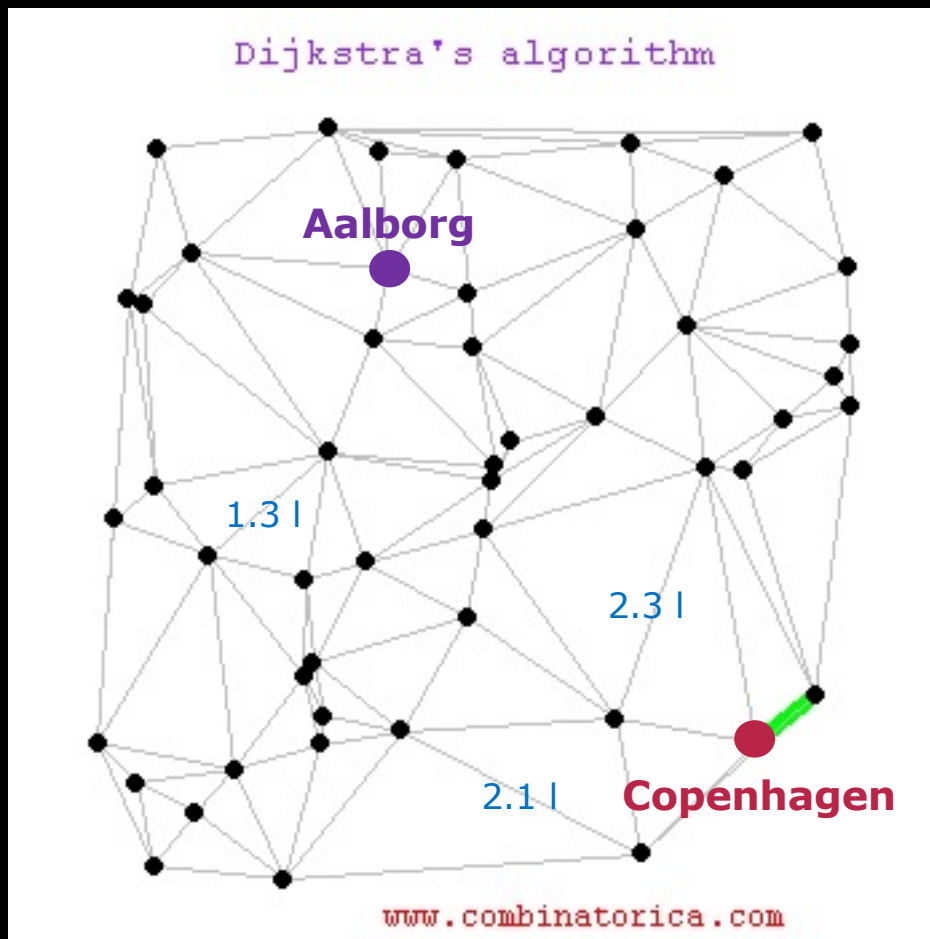 Dijkstra's algorithm
Aalborg
1.3 l
2.3 l
2.1 l
Copenhagen
www.combinatorica.com